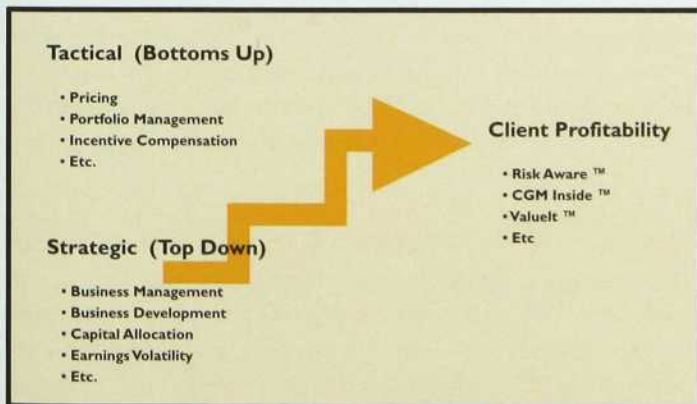 Tactical (Bottoms Up)
• Pricing
• Portfolio Management
• Incentive Compensation
• Etc.
Client Profitability
• Risk Aware ™
• CGM Inside ™
• ValueIt ™
• Etc
Strategic (Top Down)
• Business Management
• Business Development
• Capital Allocation
• Earnings Volatility
• Etc.